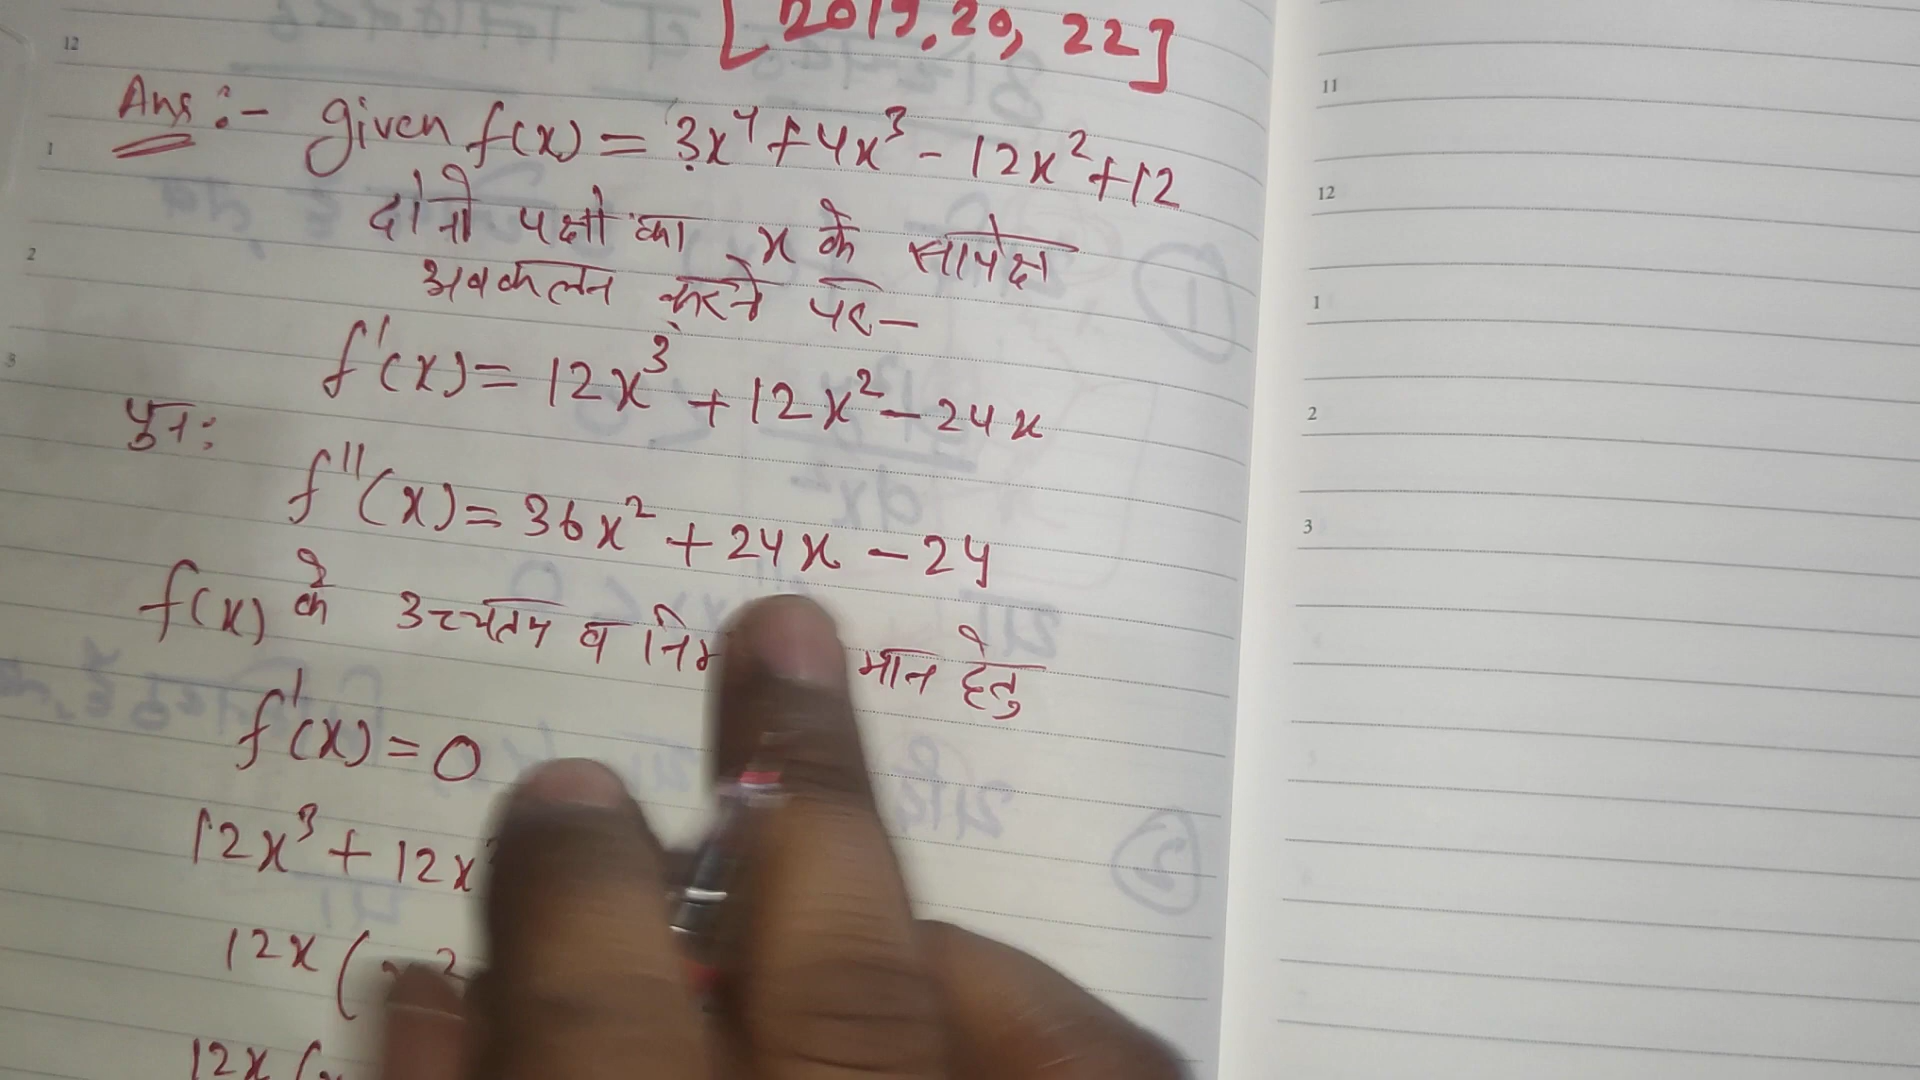 [2019, 20, 22]
Ans :- given f(x) = 3x⁴ + 4x³ - 12x² + 12
दोनों पक्षों का x के सापेक्ष
अवकलन करने पर -
f'(x) = 12x³ + 12x² - 24x
पुनः
f''(x) = 36x² + 24x - 24
f(x) के उच्चतम व मान हेतु
f'(x) = 0
12x³ + 12x
12x (
12x (